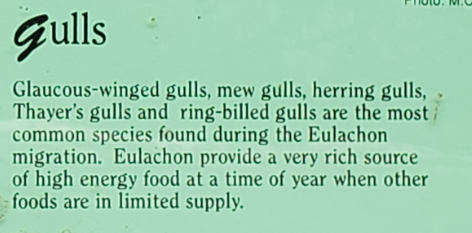 Photo: M.C
Gulls
Glaucous-winged gulls, mew gulls, herring gulls,
Thayer's gulls and ring-billed gulls are the most
common species found during the Eulachon
migration. Eulachon provide a very rich source
of high energy food at a time of year when other
foods are in limited supply.